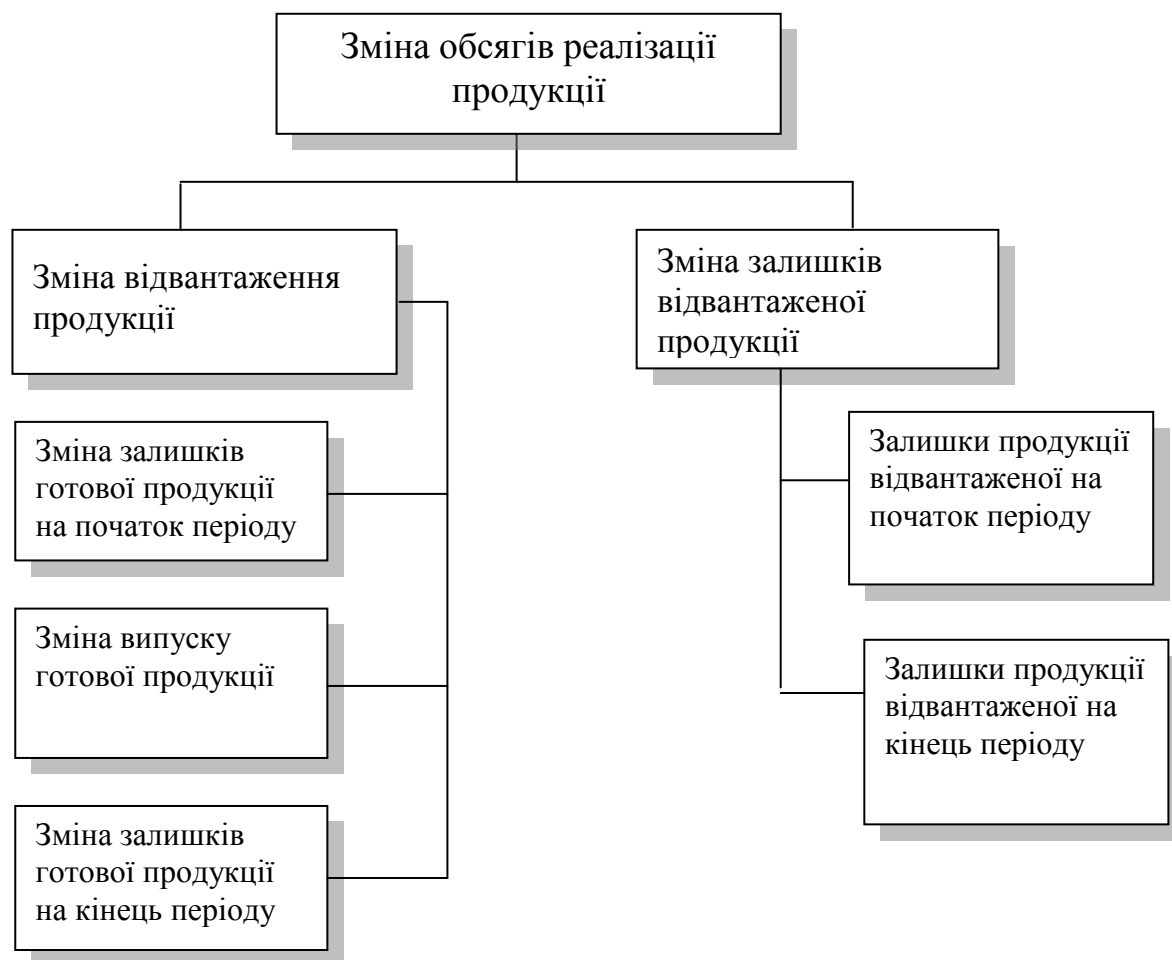 Зміна обсягів реалізації
продукції
Зміна відвантаження
продукції
Зміна залишків
відвантаженої
продукції
Зміна залишків
готової продукції
на початок періоду
Залишки продукції
відвантаженої на
початок періоду
Зміна випуску
готової продукції
Залишки продукції
відвантаженої на
кінець періоду
Зміна залишків
готової продукції
на кінець періоду